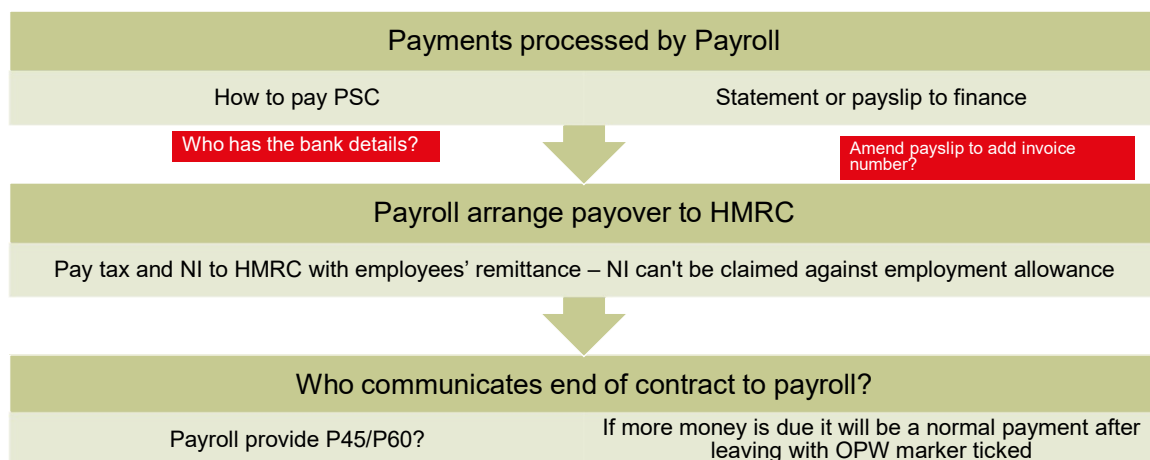 Payments processed by Payroll
How to pay PSC
Statement or payslip to finance
Who has the bank details?
Amend payslip to add invoice
number?
Payroll arrange payover to HMRC
Pay tax and NI to HMRC with employees’ remittance – NI can't be claimed against employment allowance
Who communicates end of contract to payroll?
Payroll provide P45/P60?
If more money is due it will be a normal payment after
leaving with OPW marker ticked